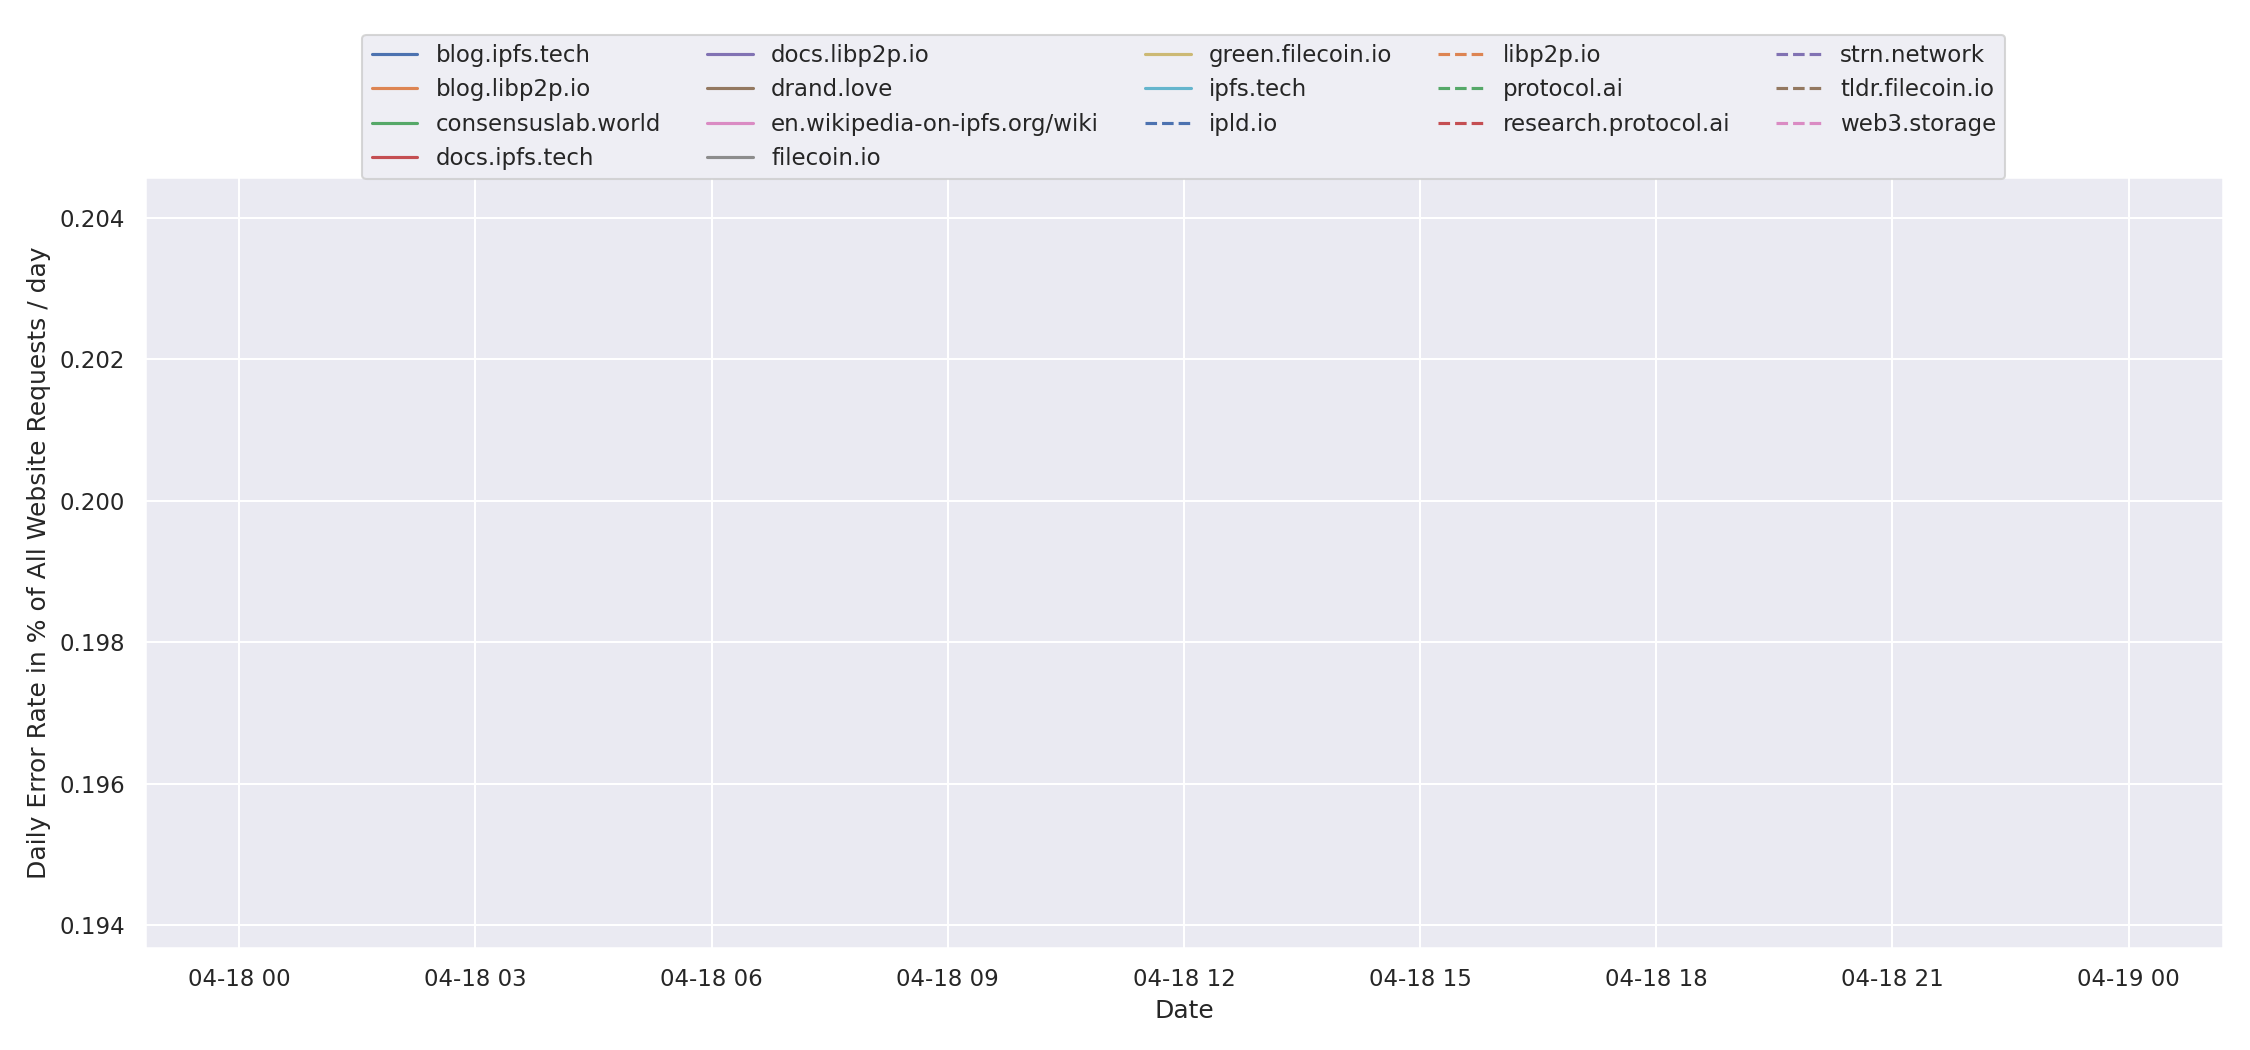 blog.ipfs.tech
blog.libp2p.io
consensuslab.world
docs.ipfs.tech
docs.libp2p.io
drand.love
en.wikipedia-on-ipfs.org/wiki
filecoin.io
green.filecoin.io
ipfs.tech
ipld.io
libp2p.io
protocol.ai
research.protocol.ai
strn.network
tldr.filecoin.io
web3.storage
Daily Error Rate in % of All Website Requests / day
0.204
0.202
0.200
0.198
0.196
0.194
04-18 00
04-18 03
04-18 06
04-18 09
04-18 12
04-18 15
04-18 18
04-18 21
04-19 00
Date